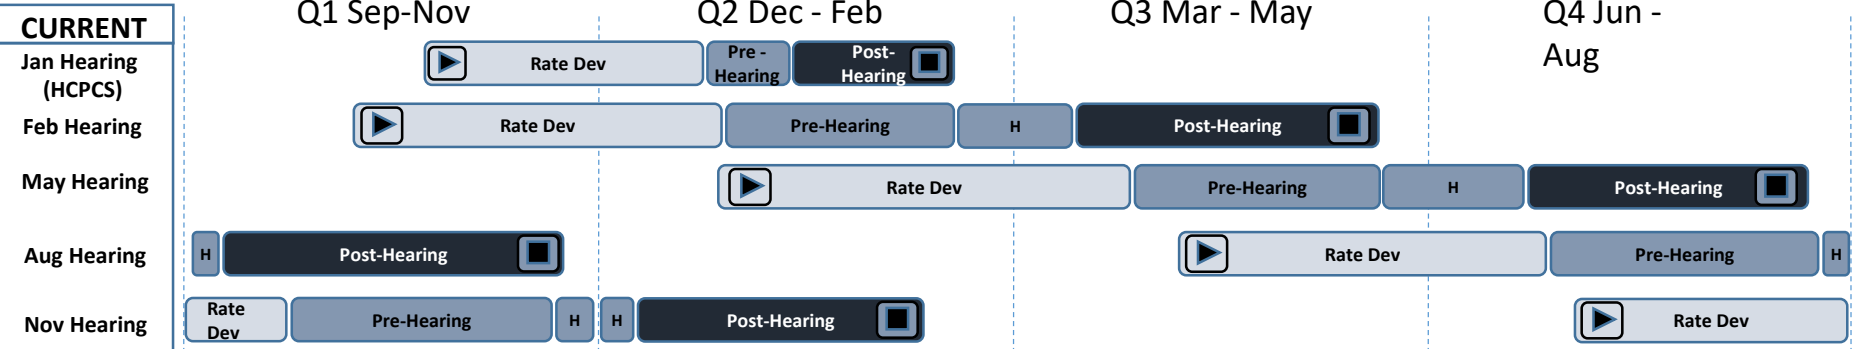 Q1 Sep-Nov
Q2 Dec - Feb
Q3 Mar - May
Q4 Jun -
Aug
CURRENT
Jan Hearing
(HCPCS)
Rate Dev
Pre -
Hearing
Post-
Hearing
Feb Hearing
Rate Dev
Pre-Hearing
H
Post-Hearing
May Hearing
Rate Dev
Pre-Hearing
H
Post-Hearing
Aug Hearing
H
Post-Hearing
Rate Dev
Pre-Hearing
H
Nov Hearing
Rate
Dev
Pre-Hearing
H
H
Post-Hearing
Rate Dev